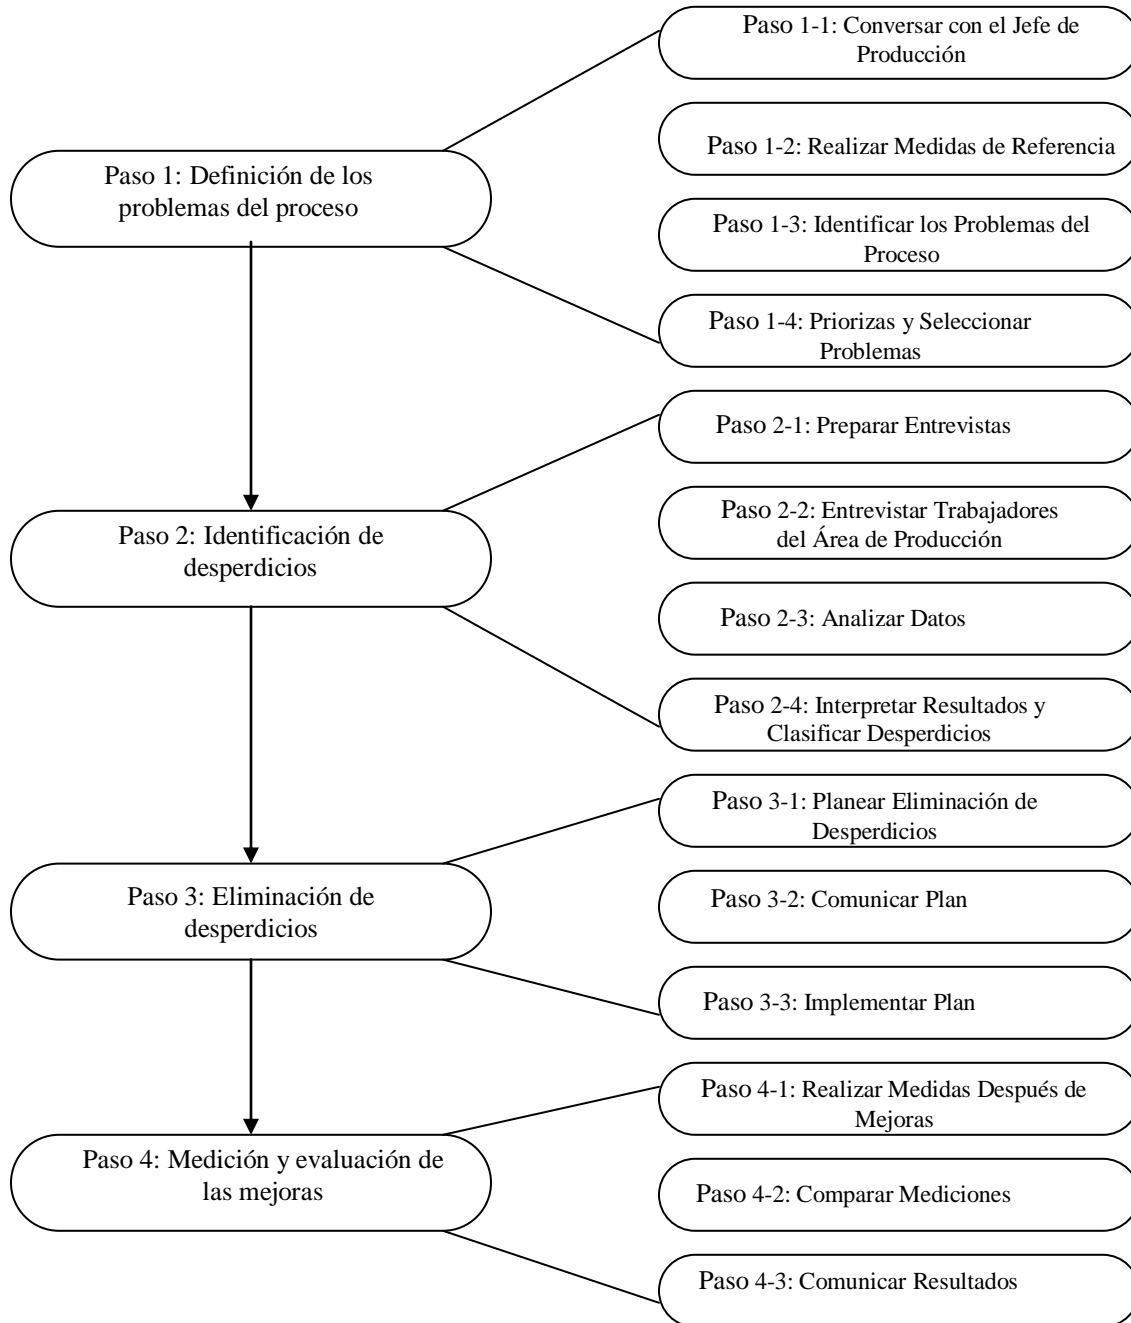 Paso 1-1: Conversar con el Jefe de
Producción
Paso 1-2: Realizar Medidas de Referencia
Paso 1: Definición de los
problemas del proceso
Paso 1-3: Identificar los Problemas del
Proceso
Paso 1-4: Priorizas y Seleccionar
Problemas
Paso 2-1: Preparar Entrevistas
Paso 2-2: Entrevistar Trabajadores
del Área de Producción
Paso 2: Identificación de
desperdicios
Paso 2-3: Analizar Datos
Paso 2-4: Interpretar Resultados y
Clasificar Desperdicios
Paso 3-1: Planear Eliminación de
Desperdicios
Paso 3: Eliminación de
desperdicios
Paso 3-2: Comunicar Plan
Paso 3-3: Implementar Plan
Paso 4-1: Realizar Medidas Después de
Mejoras
Paso 4: Medición y evaluación de
las mejoras
Paso 4-2: Comparar Mediciones
Paso 4-3: Comunicar Resultados